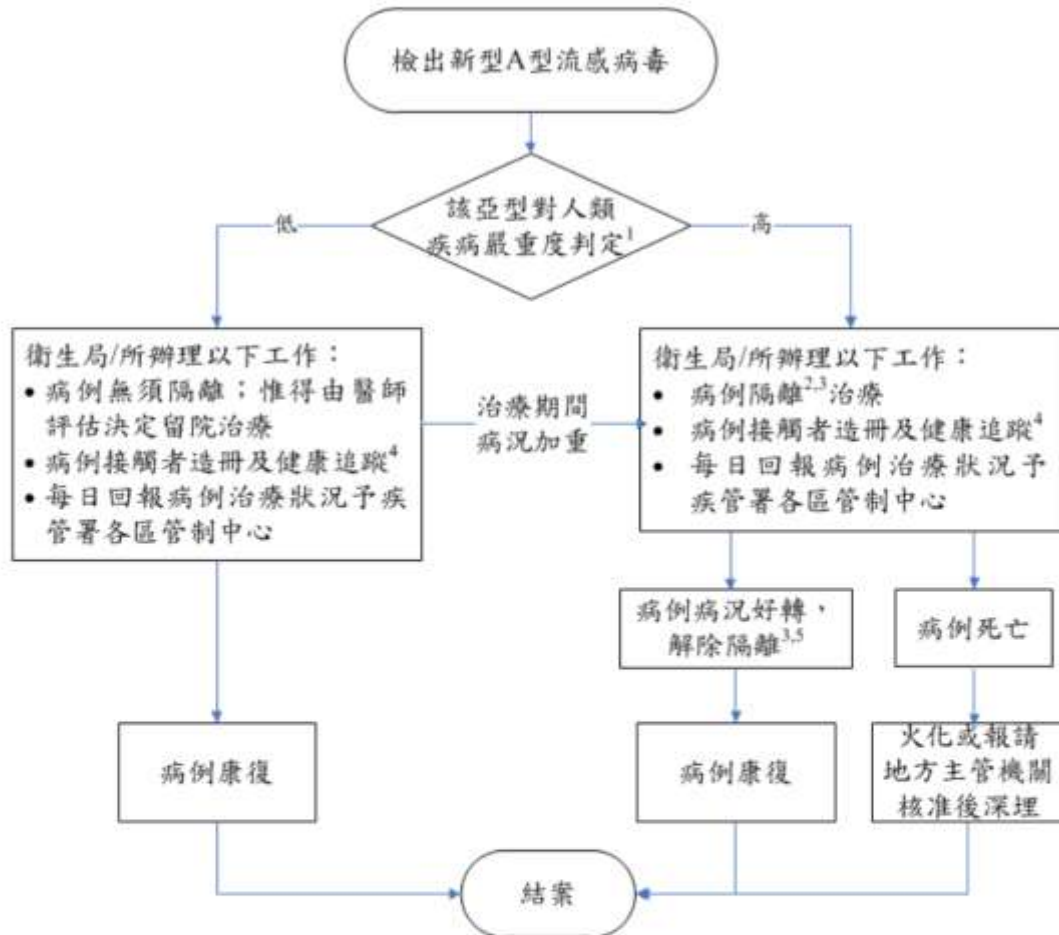 檢出新型A型流感病毒
該亞型對人類
疾病嚴重度判定1
低
高
衛生局/所辦理以下工作：
• 病例無須隔離；惟得由醫師
評估決定留院治療
• 病例接觸者造冊及健康追蹤4
• 每日回報病例治療狀況予疾
管署各區管制中心
治療期間
病況加重
衛生局/所辦理以下工作：
• 病例隔離2,3治療
• 病例接觸者造冊及健康追蹤4
• 每日回報病例治療狀況予
疾管署各區管制中心
病例病況好轉，
解除隔離3,5
病例死亡
病例康復
病例康復
火化或報請
地方主管機關
核准後深埋
結案